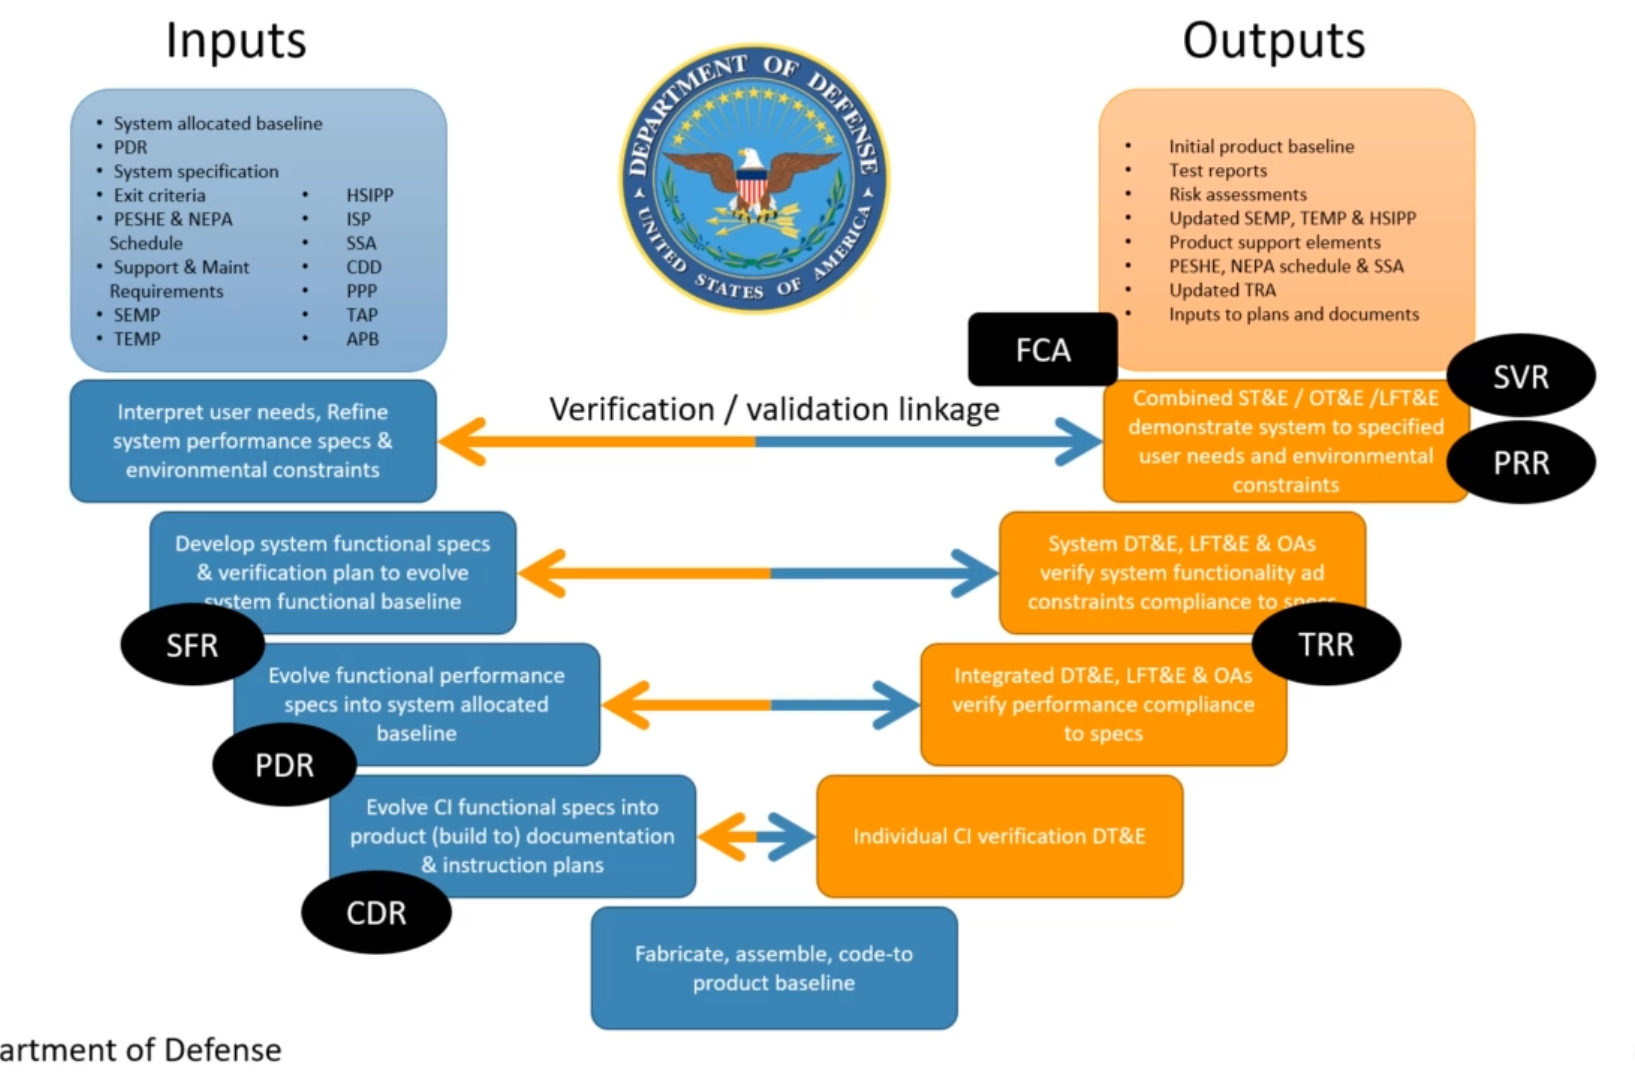 Inputs
Outputs
DEPARTMENT OF DEFENSE
UNITED STATES OF AMERICA
• System allocated baseline
• PDR
• System specification
• Exit criteria
• PESHE & NEPA
Schedule
• Support & Maint
Requirements
• SEMP
• TEMP
• HSIPP
• ISP
• SSA
• CDD
• PPP
• TAP
• APB
• Initial product baseline
• Test reports
• Risk assessments
• Updated SEMP, TEMP & HSIPP
• Product support elements
• PESHE, NEPA schedule & SSA
• Updated TRA
• Inputs to plans and documents
FCA
SVR
PRR
Interpret user needs, Refine
system performance specs &
environmental constraints
Verification / validation linkage
Combined ST&E / OT&E /LFT&E
demonstrate system to specified
user needs and environmental
constraints
Develop system functional specs
& verification plan to evolve
system functional baseline
System DT&E, LFT&E & OAs
verify system functionality ad
constraints compliance to specs
SFR
TRR
Evolve functional performance
specs into system allocated
baseline
Integrated DT&E, LFT&E & OAs
verify performance compliance
to specs
PDR
Evolve CI functional specs into
product (build to) documentation
& instruction plans
Individual CI verification DT&E
CDR
Fabricate, assemble, code-to
product baseline
artment of Defense